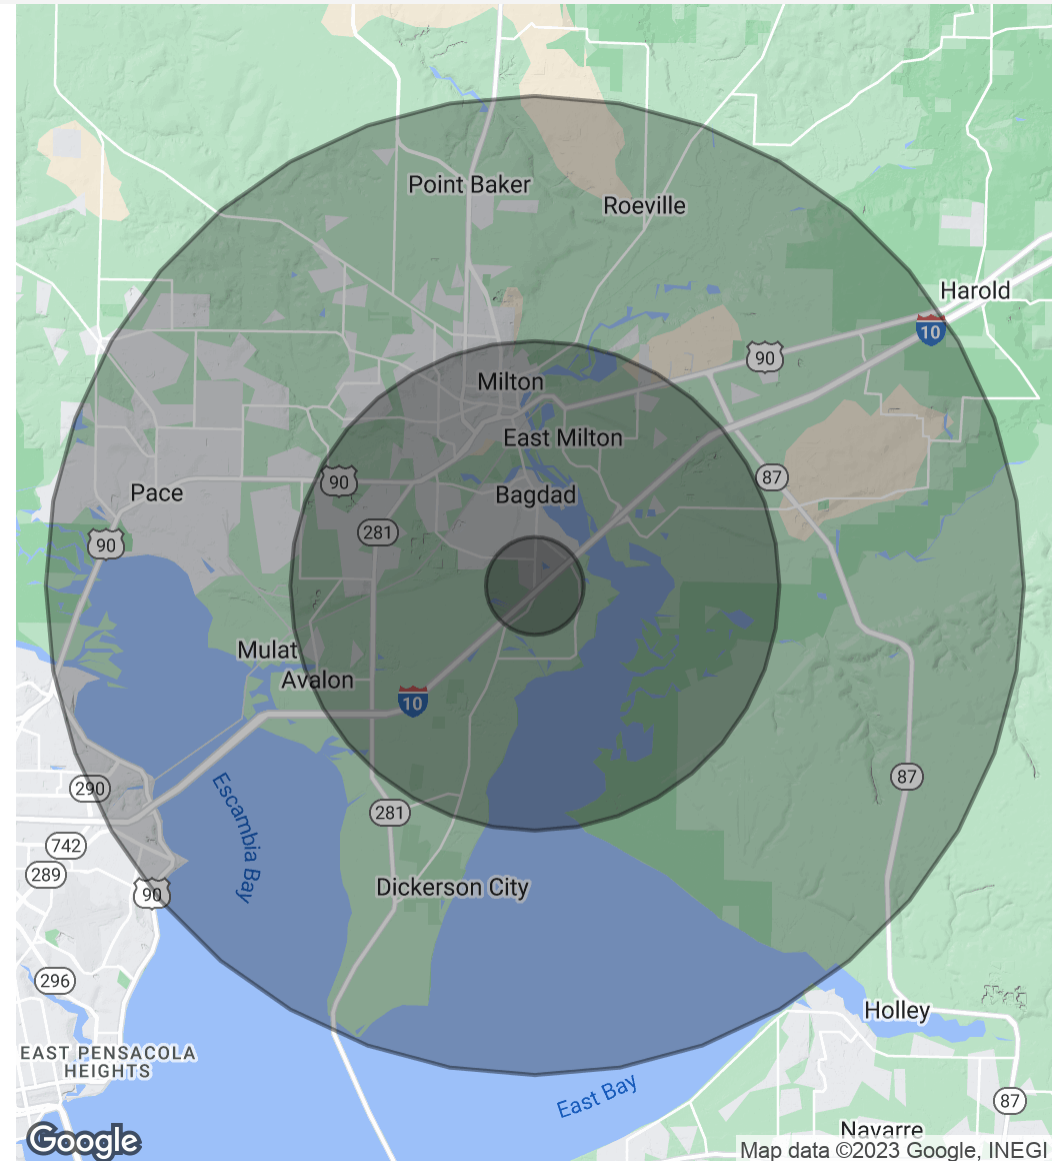 Point Baker
Roeville
Harold
10
90
Milton
East Milton
87
90
Pace
Bagdad
281
90
Mulat
Avalon
10
87
290
281
Escambia Bay
742
289
Dickerson City
90
296
Holley
EAST PENSACOLA
HEIGHTS
East Bay
87
Navarre
Google
Map data ©2023 Google, INEGI